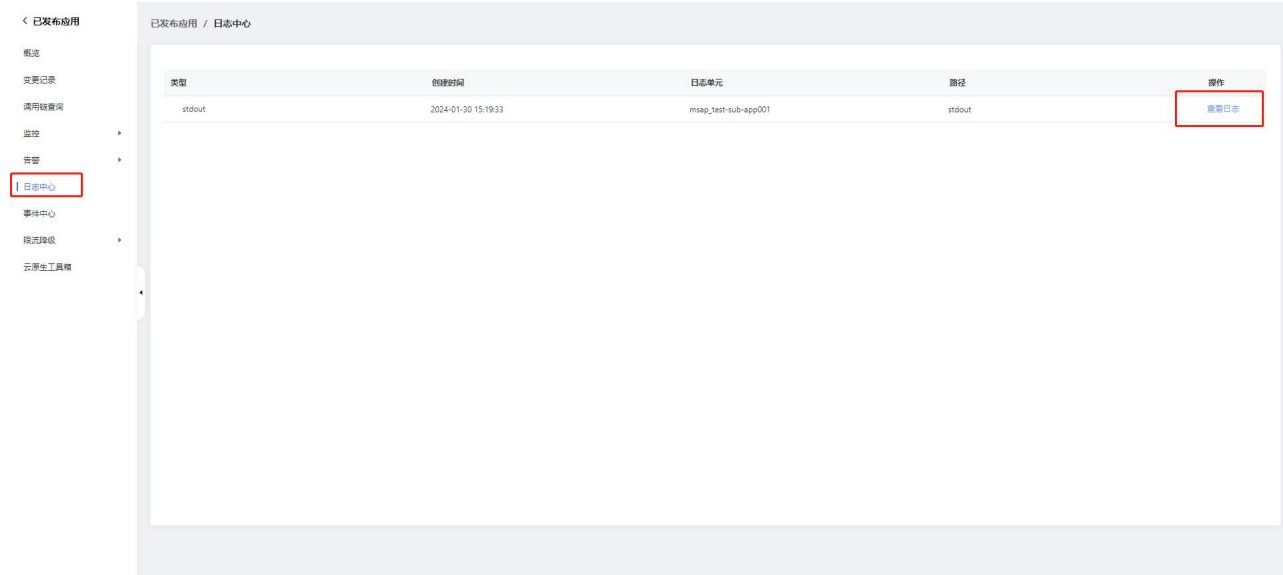 已发布应用
已发布应用 / 日志中心
概览
变更记录
调用链查询
监控
告警
日志中心
事件中心
限流降级
云原生工具箱
类型 创建时间 日志单元 路径 操作
stdout 2024-01-30 15:19:33 msap_test-sub-app001 stdout 查看日志